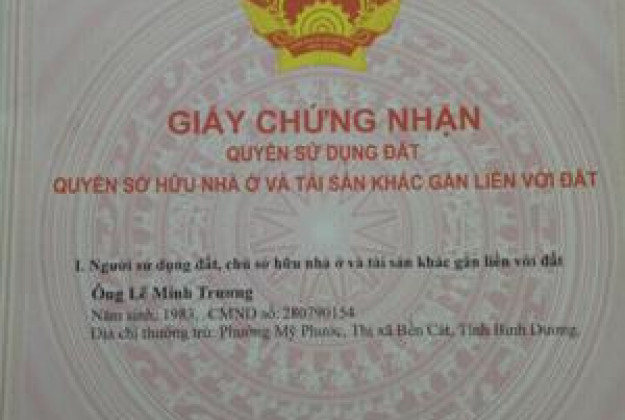 GIẤY CHỨNG NHẬN
QUYỀN SỬ DỤNG ĐẤT
QUYỀN SỞ HỮU NHÀ Ở VÀ TÀI SẢN KHÁC GẮN LIỀN VỚI ĐẤT
I. Người sử dụng đất, chủ sở hữu nhà ở và tài sản khác gắn liền với đất
Ông Lê Minh Trương
Năm sinh: 1983, CMND số: 280790154
Địa chỉ thường trú: Phường Mỹ Phước, Thị xã Bến Cát, Tỉnh Bình Dương.